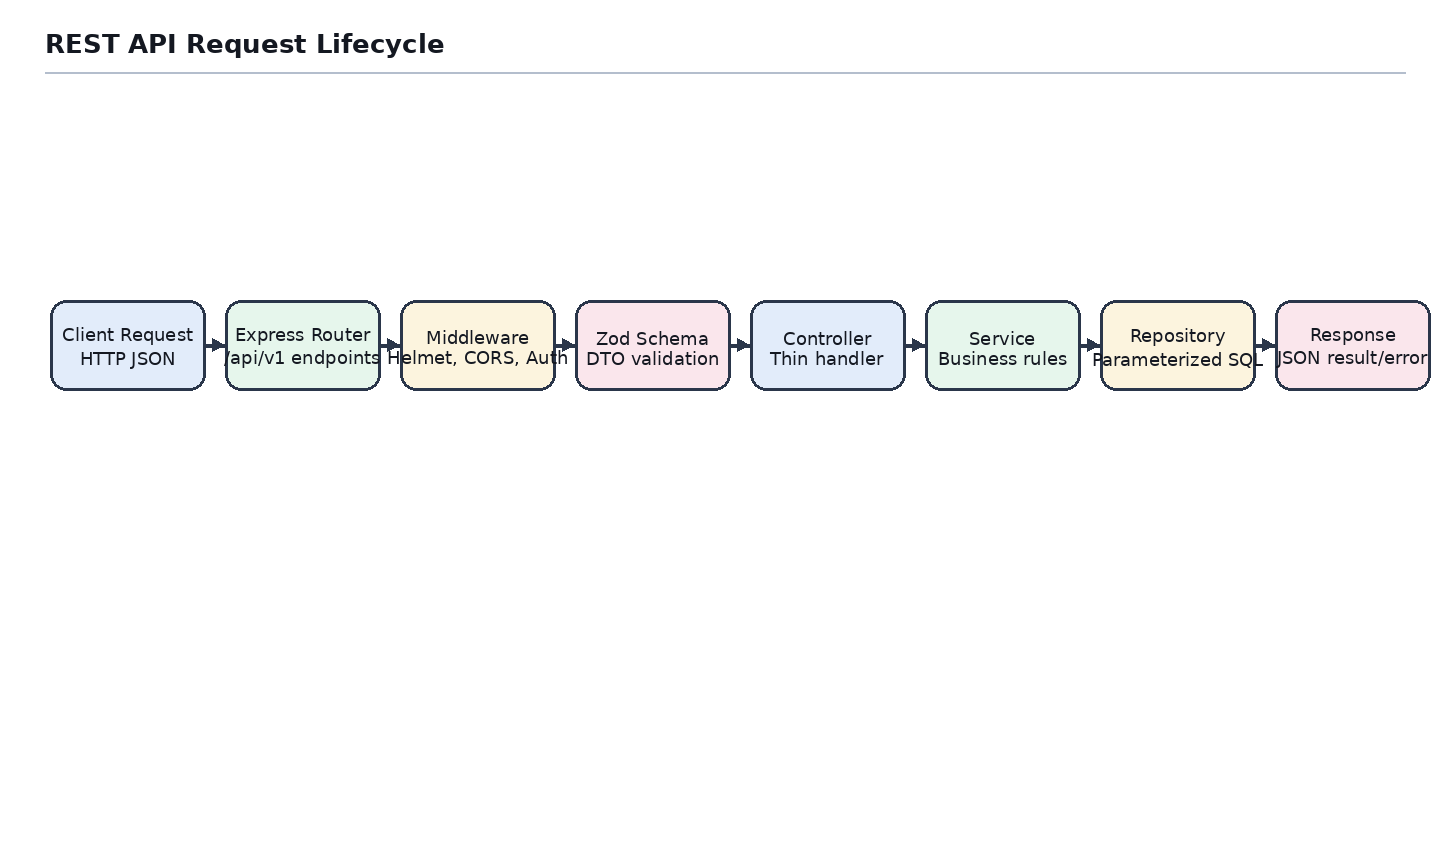 REST API Request Lifecycle
Client Request
HTTP JSON
Express Router
/api/v1 endpoints
Middleware
Helmet, CORS, Auth
Zod Schema
DTO validation
Controller
Thin handler
Service
Business rules
Repository
Parameterized SQL
Response
JSON result/error